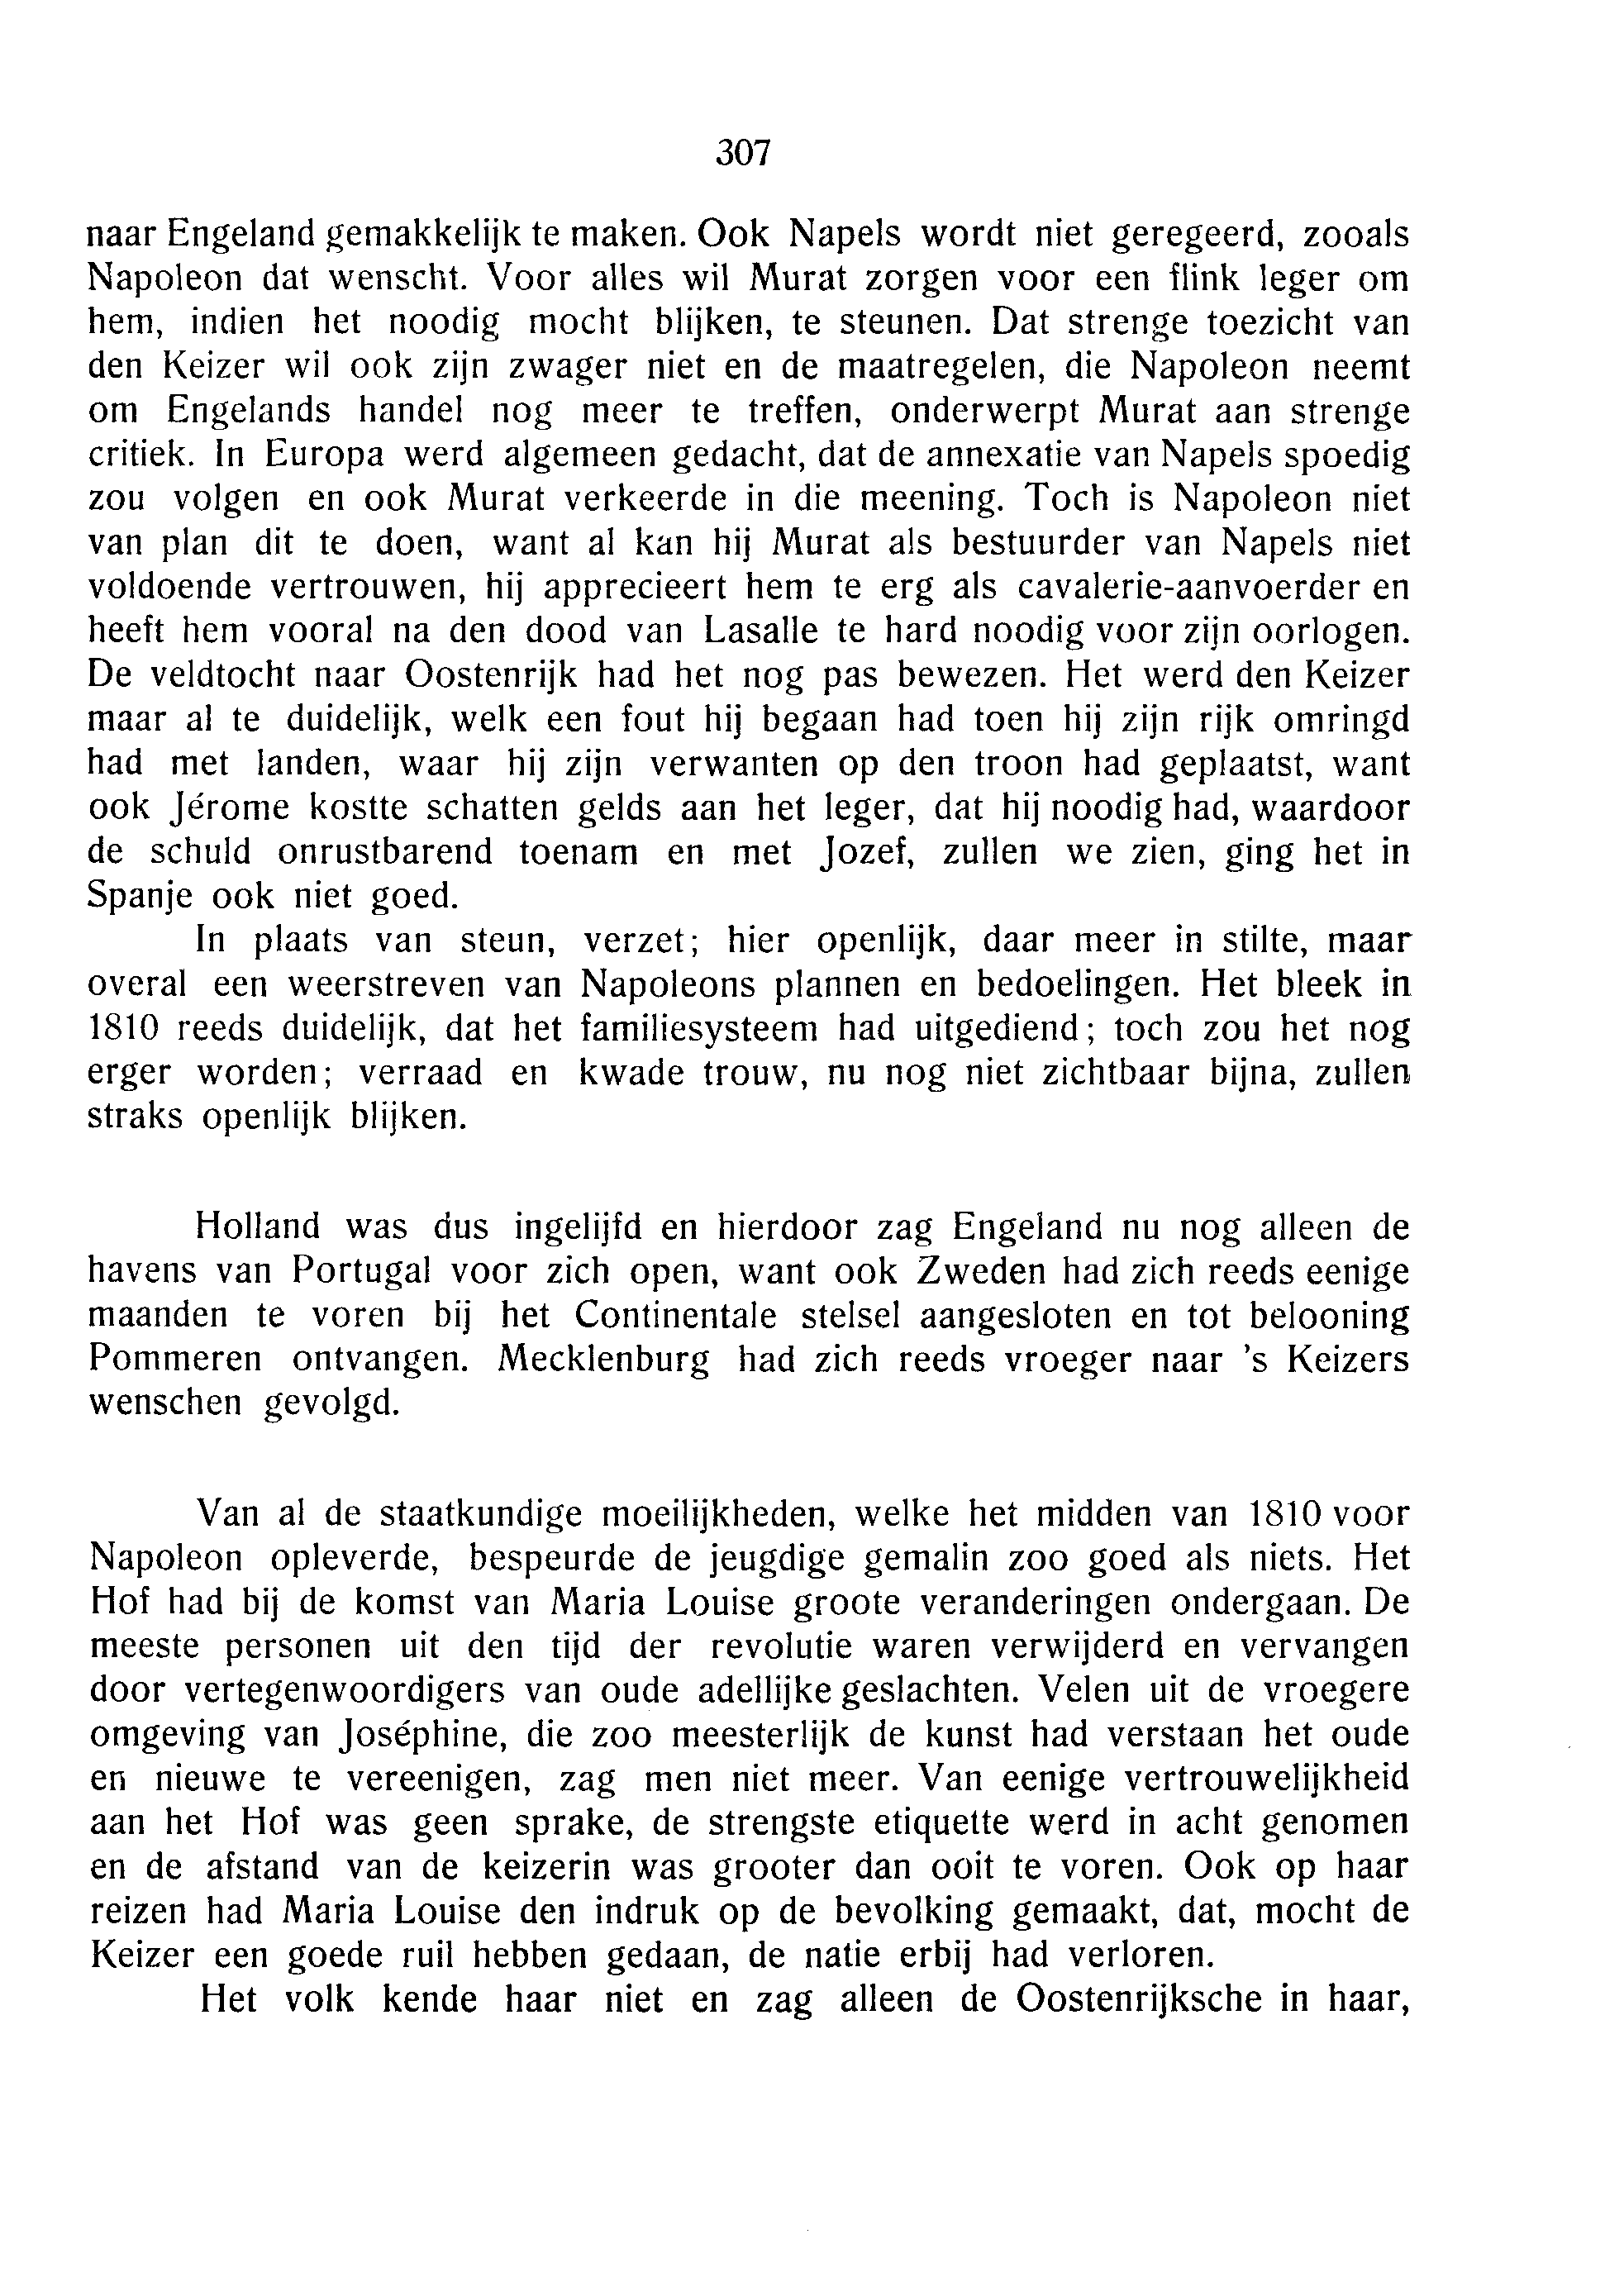 307
naar Engeland gemakkelijk te maken. Ook Napels wordt niet geregeerd, zooals
Napoleon dat wenscht. Voor alles wil Murat zorgen voor een flink leger om
hem, indien het noodig mocht blijken, te steunen. Dat strenge toezicht van
den Keizer wil ook zijn zwager niet en de maatregelen, die Napoleon neemt
om Engelands handel nog meer te treffen, onderwerpt Murat aan strenge
critiek. In Europa werd algemeen gedacht, dat de annexatie van Napels spoedig
zou volgen en ook Murat verkeerde in die meening. Toch is Napoleon niet
van plan dit te doen, want al kan hij Murat als bestuurder van Napels niet
voldoende vertrouwen, hij apprecieert hem te erg als cavalerie-aanvoerder en
heeft hem vooral na den dood van Lasalle te hard noodig voor zijn oorlogen.
De veldtocht naar Oostenrijk had het nog pas bewezen. Het werd den Keizer
maar al te duidelijk, welk een fout hij begaan had toen hij zijn rijk omringd
had met landen, waar hij zijn verwanten op den troon had geplaatst, want
ook Jérome kostte schatten gelds aan het leger, dat hij noodig had, waardoor
de schuld onrustbarend toenam en met Jozef, zullen we zien, ging het in
Spanje ook niet goed.
In plaats van steun, verzet; hier openlijk, daar meer in stilte, maar
overal een weerstreven van Napoleons plannen en bedoelingen. Het bleek in
1810 reeds duidelijk, dat het familiesysteem had uitgediend; toch zou het nog
erger worden; verraad en kwade trouw, nu nog niet zichtbaar bijna, zullen
straks openlijk blijken.
Holland was dus ingelijfd en hierdoor zag Engeland nu nog alleen de
havens van Portugal voor zich open, want ook Zweden had zich reeds eenige
maanden te voren bij het Continentale stelsel aangesloten en tot belooning
Pommeren ontvangen. Mecklenburg had zich reeds vroeger naar 's Keizers
wenschen gevolgd.
Van al de staatkundige moeilijkheden, welke het midden van 1810 voor
Napoleon opleverde, bespeurde de jeugdige gemalin zoo goed als niets. Het
Hof had bij de komst van Maria Louise groote veranderingen ondergaan. De
meeste personen uit den tijd der revolutie waren verwijderd en vervangen
door vertegenwoordigers van oude adellijke geslachten. Velen uit de vroegere
omgeving van Joséphine, die zoo meesterlijk de kunst had verstaan het oude
en nieuwe te vereenigen, zag men niet meer. Van eenige vertrouwelijkheid
aan het Hof was geen sprake, de strengste etiquette werd in acht genomen
en de afstand van de keizerin was grooter dan ooit te voren. Ook op haar
reizen had Maria Louise den indruk op de bevolking gemaakt, dat, mocht de
Keizer een goede ruil hebben gedaan, de natie erbij had verloren.
Het volk kende haar niet en zag alleen de Oostenrijksche in haar,